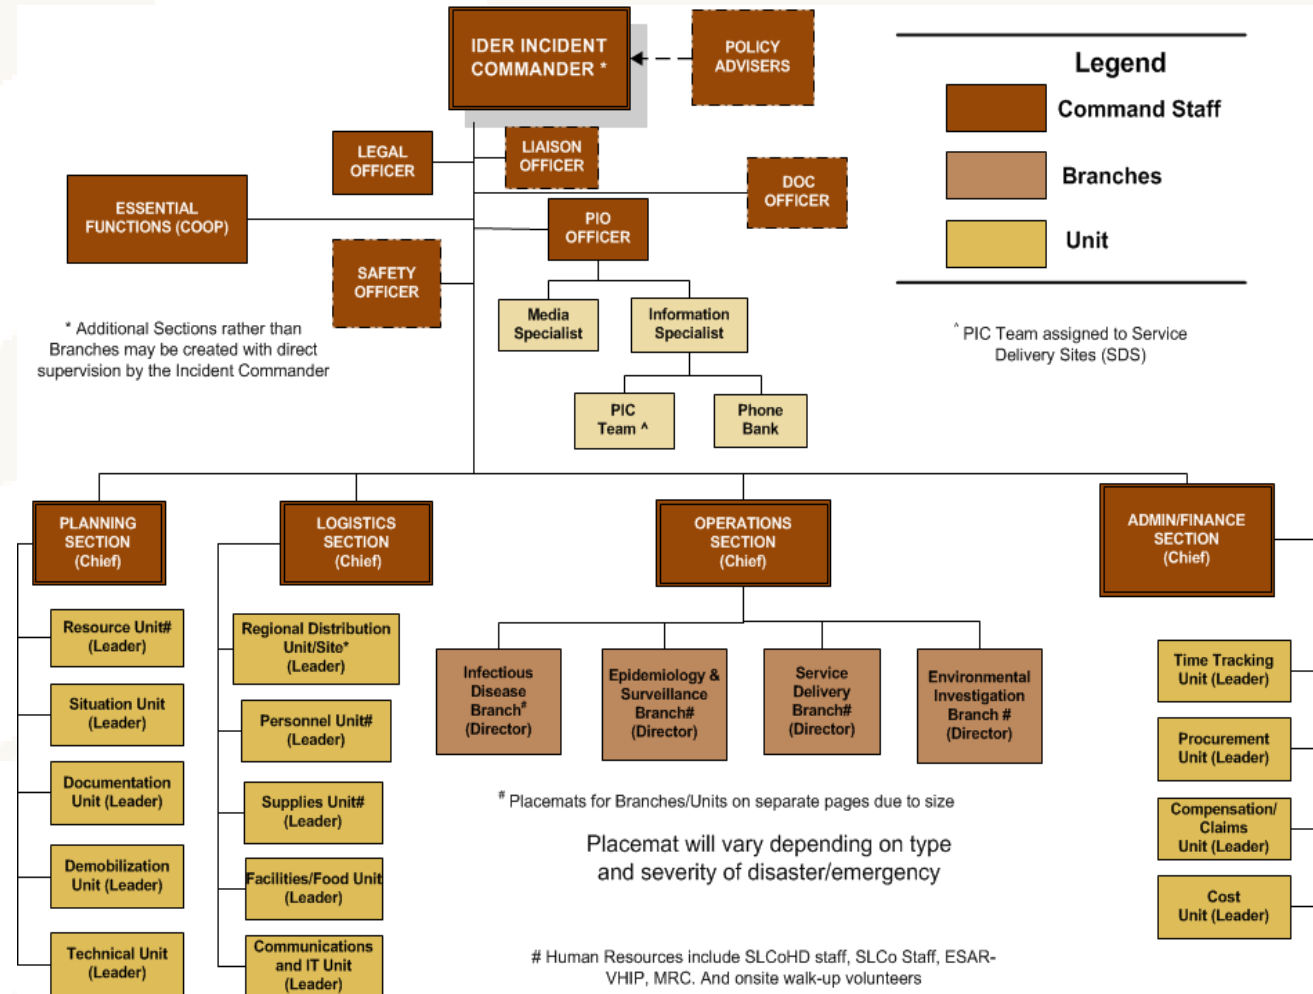 IDER INCIDENT
COMMANDER *
POLICY
ADVISERS
Legend
Command Staff
Branches
Unit
LEGAL
OFFICER
LIAISON
OFFICER
DOC
OFFICER
ESSENTIAL
FUNCTIONS (COOP)
PIO
OFFICER
SAFETY
OFFICER
Media
Specialist
Information
Specialist
* Additional Sections rather than
Branches may be created with direct
supervision by the Incident Commander
^ PIC Team assigned to Service
Delivery Sites (SDS)
PIC
Team ^
Phone
Bank
PLANNING
SECTION
(Chief)
LOGISTICS
SECTION
(Chief)
OPERATIONS
SECTION
(Chief)
ADMIN/FINANCE
SECTION
(Chief)
Resource Unit#
(Leader)
Situation Unit
(Leader)
Documentation
Unit (Leader)
Demobilization
Unit (Leader)
Technical Unit
(Leader)
Regional Distribution
Unit/Site*
(Leader)
Personnel Unit#
(Leader)
Supplies Unit#
(Leader)
Facilities/Food Unit
(Leader)
Communications
and IT Unit
(Leader)
Infectious
Disease
Branch#
(Director)
Epidemiology &
Surveillance
Branch#
(Director)
Service
Delivery
Branch#
(Director)
Environmental
Investigation
Branch #
(Director)
Time Tracking
Unit (Leader)
Procurement
Unit (Leader)
Compensation/
Claims
Unit (Leader)
Cost
Unit (Leader)
# Placemats for Branches/Units on separate pages due to size
Placemat will vary depending on type
and severity of disaster/emergency
# Human Resources include SLCoHD staff, SLCo Staff, ESAR-
VHIP, MRC. And onsite walk-up volunteers